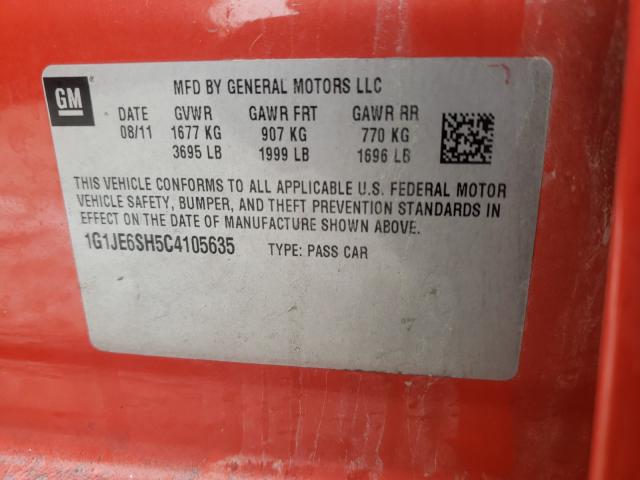 GM
MFD BY GENERAL MOTORS LLC
DATE GVWR GAWR FRT GAWR RR
08/11 1677 KG 907 KG 770 KG
3695 LB 1999 LB 1696 LB
THIS VEHICLE CONFORMS TO ALL APPLICABLE U.S. FEDERAL MOTOR
VEHICLE SAFETY, BUMPER, AND THEFT PREVENTION STANDARDS IN
EFFECT ON THE DATE OF MANUFACTURE SHOWN ABOVE.
1G1JE6SH5C4105635 TYPE: PASS CAR